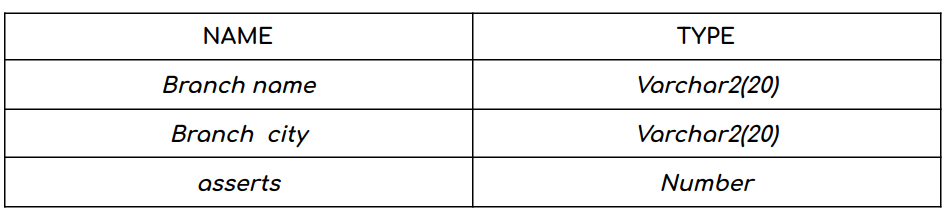 NAME TYPE
Branch name Varchar2(20)
Branch city Varchar2(20)
asserts Number